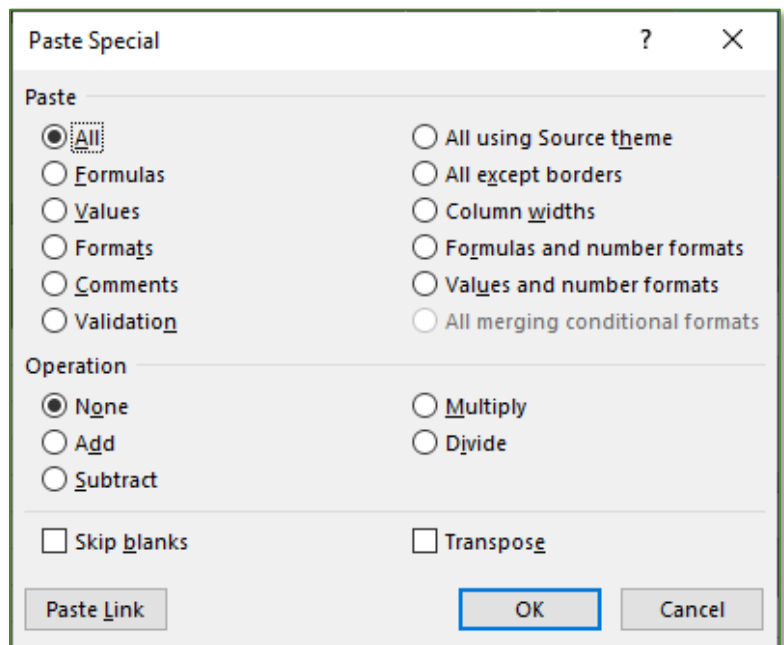 Paste Special ?
Paste
All All using Source theme
Formulas All except borders
Values Column widths
Formats Formulas and number formats
Comments Values and number formats
Validation All merging conditional formats
Operation
None Multiply
Add Divide
Subtract
Skip blanks Transpose
Paste Link OK Cancel